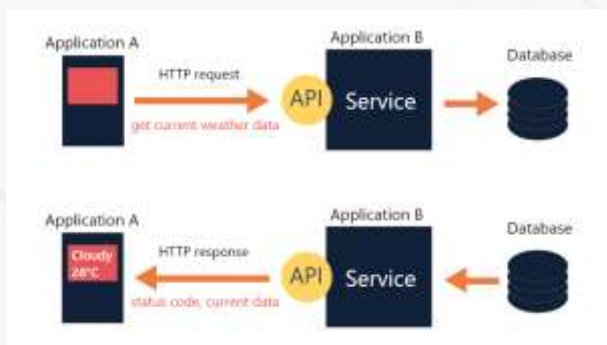 Application A
Application B
Database
HTTP request
API
Service
get current weather data
Application A
Application B
Database
Cloudy
28°C
HTTP response
API
Service
status code, current data